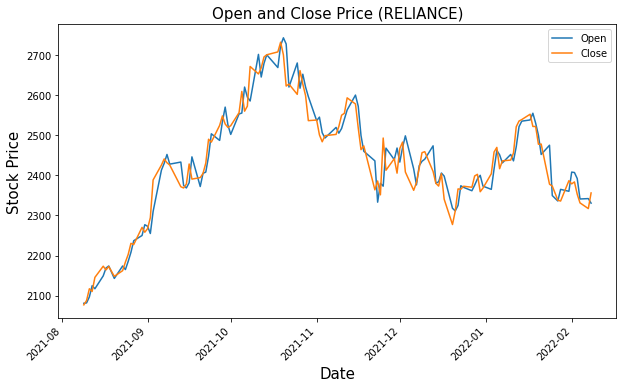 Open and Close Price (RELIANCE)
Open
Close
Stock Price
2700
2600
2500
2400
2300
2200
2100
2021-08
2021-09
2021-10
2021-11
2021-12
2022-01
2022-02
Date